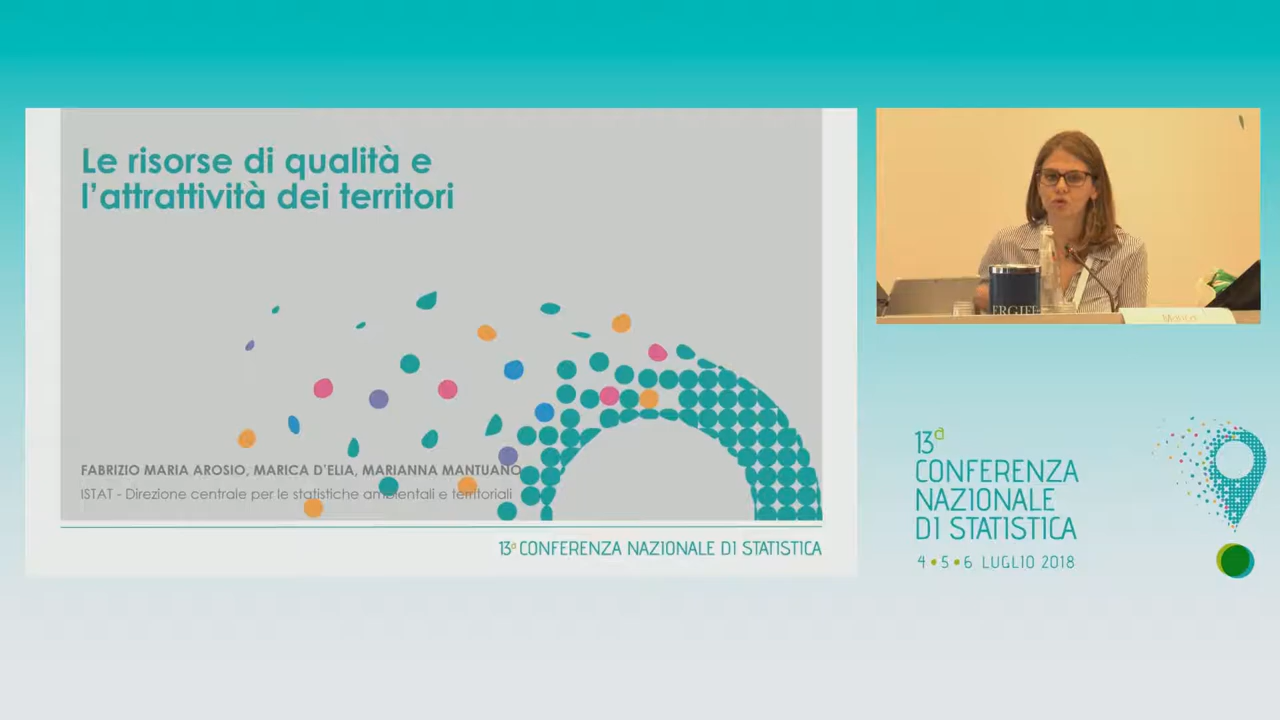 Le risorse di qualità e
l'attrattività dei territori
FABRIZIO MARIA AROSIO, MARICA D'ELIA, MARIANNA MANTUANO
ISTAT - Direzione centrale per le statistiche ambientali e territoriali
13ª CONFERENZA NAZIONALE DI STATISTICA
13ª
CONFERENZA
NAZIONALE
DI STATISTICA
4 • 5 • 6 LUGLIO 2018